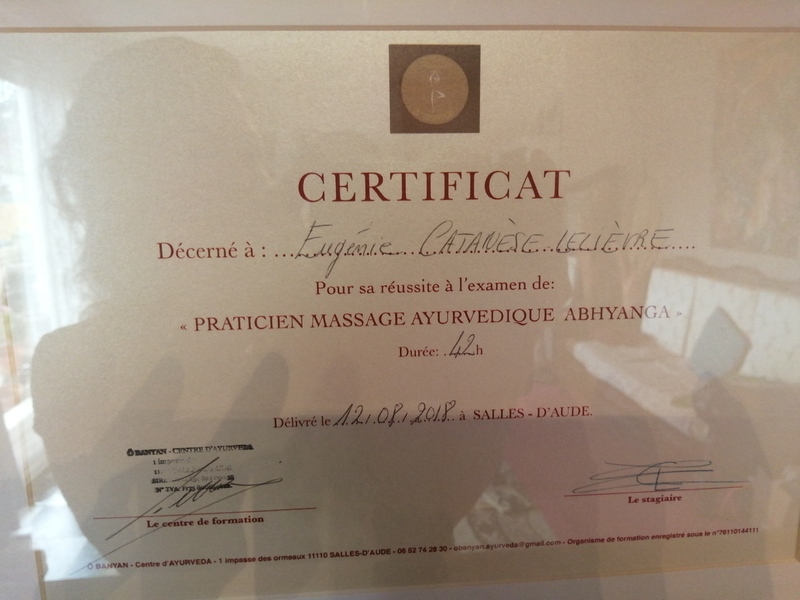 CERTIFICAT
Décerné à : ...Eugénie CATANÈSE-LELIÈVRE....
Pour sa réussite à l'examen de:
« PRATICIEN MASSAGE AYURVEDIQUE ABHYANGA »
Durée: .42h
Délivré le 12/08/2018 à SALLES - D'AUDE.
Ô BANYAN - CENTRE D'AYURVEDA
Le centre de formation
Le stagiaire
Ô BANYAN - Centre d'AYURVEDA - 1 impasse des ormeaux 11110 SALLES-D'AUDE - 06 52 74 28 30 - obanyan.ayurveda@gmail.com - Organisme de formation enregistré sous le n°76110144111